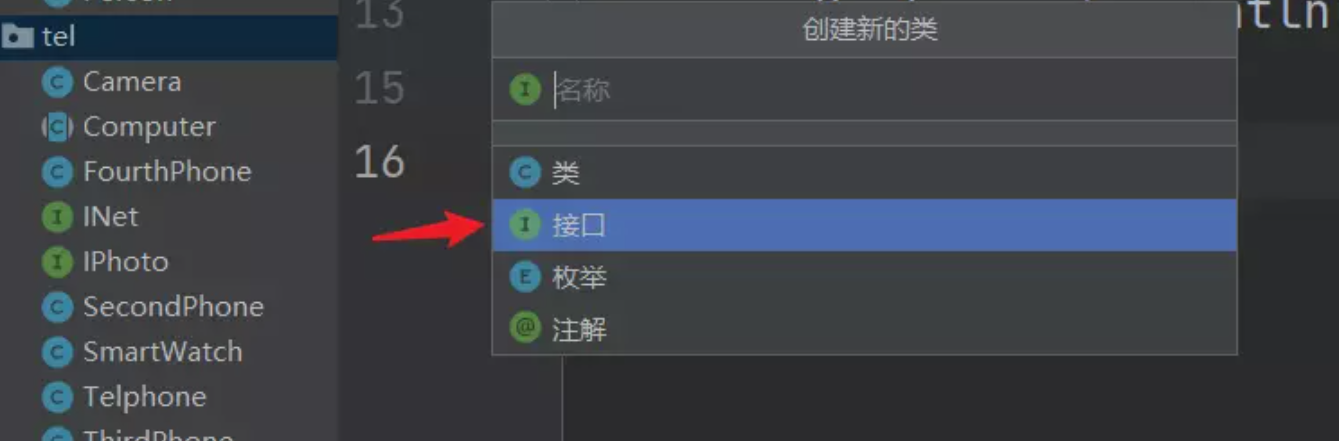 tel
Camera
Computer
FourthPhone
INet
IPhoto
SecondPhone
SmartWatch
Telphone
ThirdPhone
13
15
16
tln
创建新的类
I 名称
C 类
I 接口
E 枚举
@ 注解